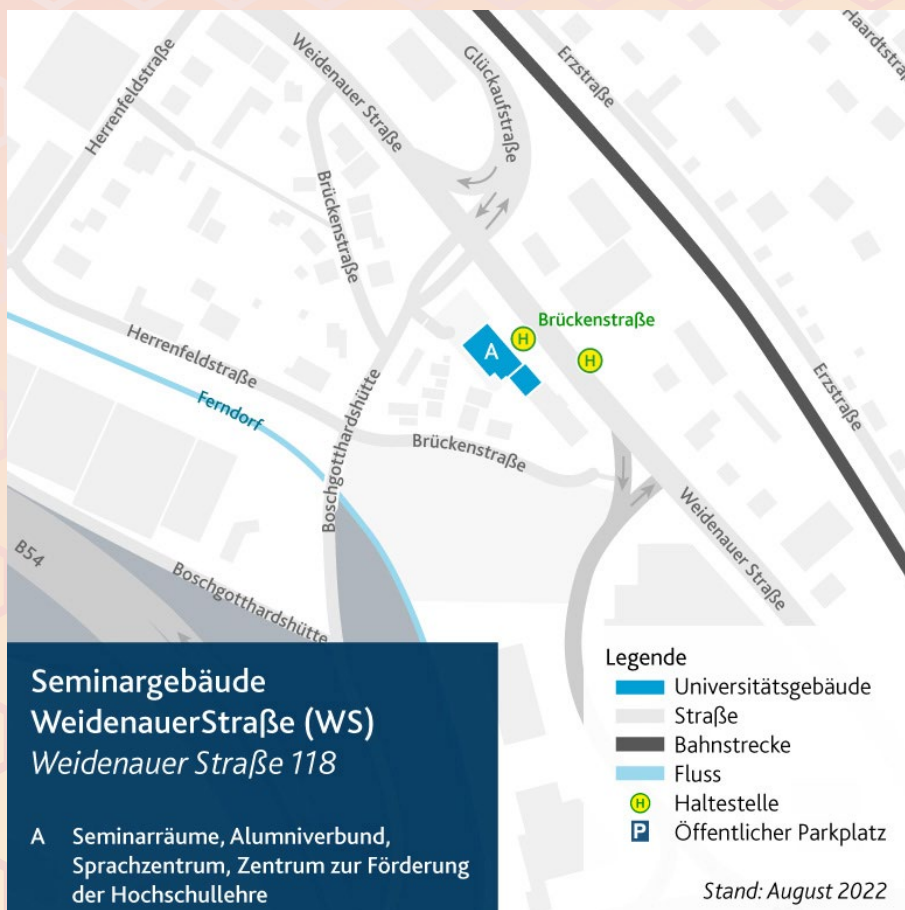 Weidenauer Straße
Glückaufstraße
Erzstraße
Haardtstraß
Herrenfeldstraße
Brückenstraße
Brückenstraße
H
H
A
Herrenfeldstraße
Ferndorf
Boschgotthardshütte
Brückenstraße
Erzstraße
Weidenauer Straße
B54
Boschgotthardshütte
Seminargebäude
WeidenauerStraße (WS)
Weidenauer Straße 118
A Seminarräume, Alumniverbund,
Sprachzentrum, Zentrum zur Förderung
der Hochschullehre
Legende
Universitätsgebäude
Straße
Bahnstrecke
Fluss
H Haltestelle
P Öffentlicher Parkplatz
Stand: August 2022